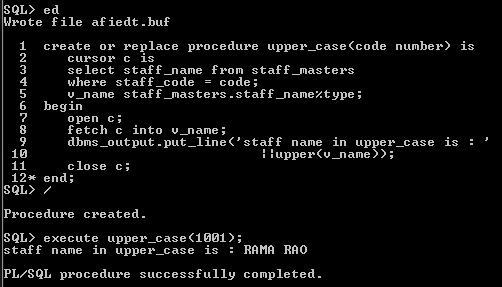 SQL> ed
Wrote file afiedt.buf
1 create or replace procedure upper_case(code number) is
2 cursor c is
3 select staff_name from staff_masters
4 where staff_code = code;
5 v_name staff_masters.staff_name%type;
6 begin
7 open c;
8 fetch c into v_name;
9 dbms_output.put_line('staff name in upper_case is : '
10 ||upper(v_name));
11 close c;
12* end;
SQL> /
Procedure created.
SQL> execute upper_case(1001);
staff name in upper_case is : RAMA RAO
PL/SQL procedure successfully completed.